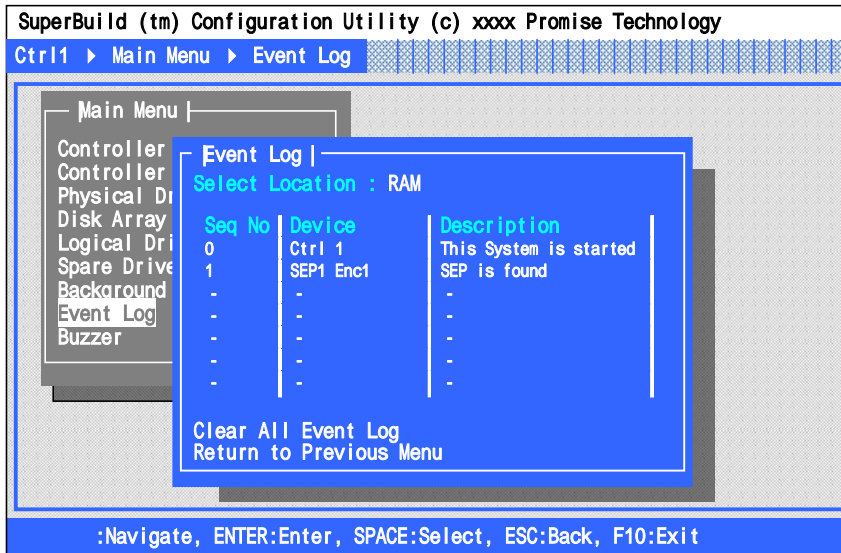 SuperBuild (tm) Configuration Utility (c) xxxx Promise Technology
Ctrl1 ▶ Main Menu ▶ Event Log
Main Menu
Controller
Controller
Physical Dr
Disk Array
Logical Dri
Spare Drive
Background
Event Log
Buzzer
Event Log
Select Location : RAM
Seq No Device Description
0 Ctrl 1 This System is started
1 SEP1 Enc1 SEP is found
- - -
- - -
- - -
- - -
- - -
Clear All Event Log
Return to Previous Menu
:Navigate, ENTER:Enter, SPACE:Select, ESC:Back, F10:Exit